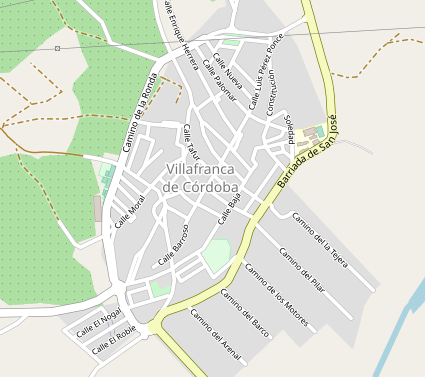 Calle Enrique Herrera
Calle Nueva
Calle Palomar
Calle Luis Pérez Ponce
Construcion
Camino de la Ronda
Soledad
Barriada de San José
Calle Tafur
Villafranca
de Córdoba
Calle Moral
Calle Baja
Calle Barroso
Camino del la Tejera
Camino del Pilar
Camino de los Motores
Camino del Barco
Camino del Arenal
Calle El Nogal
Calle El Roble